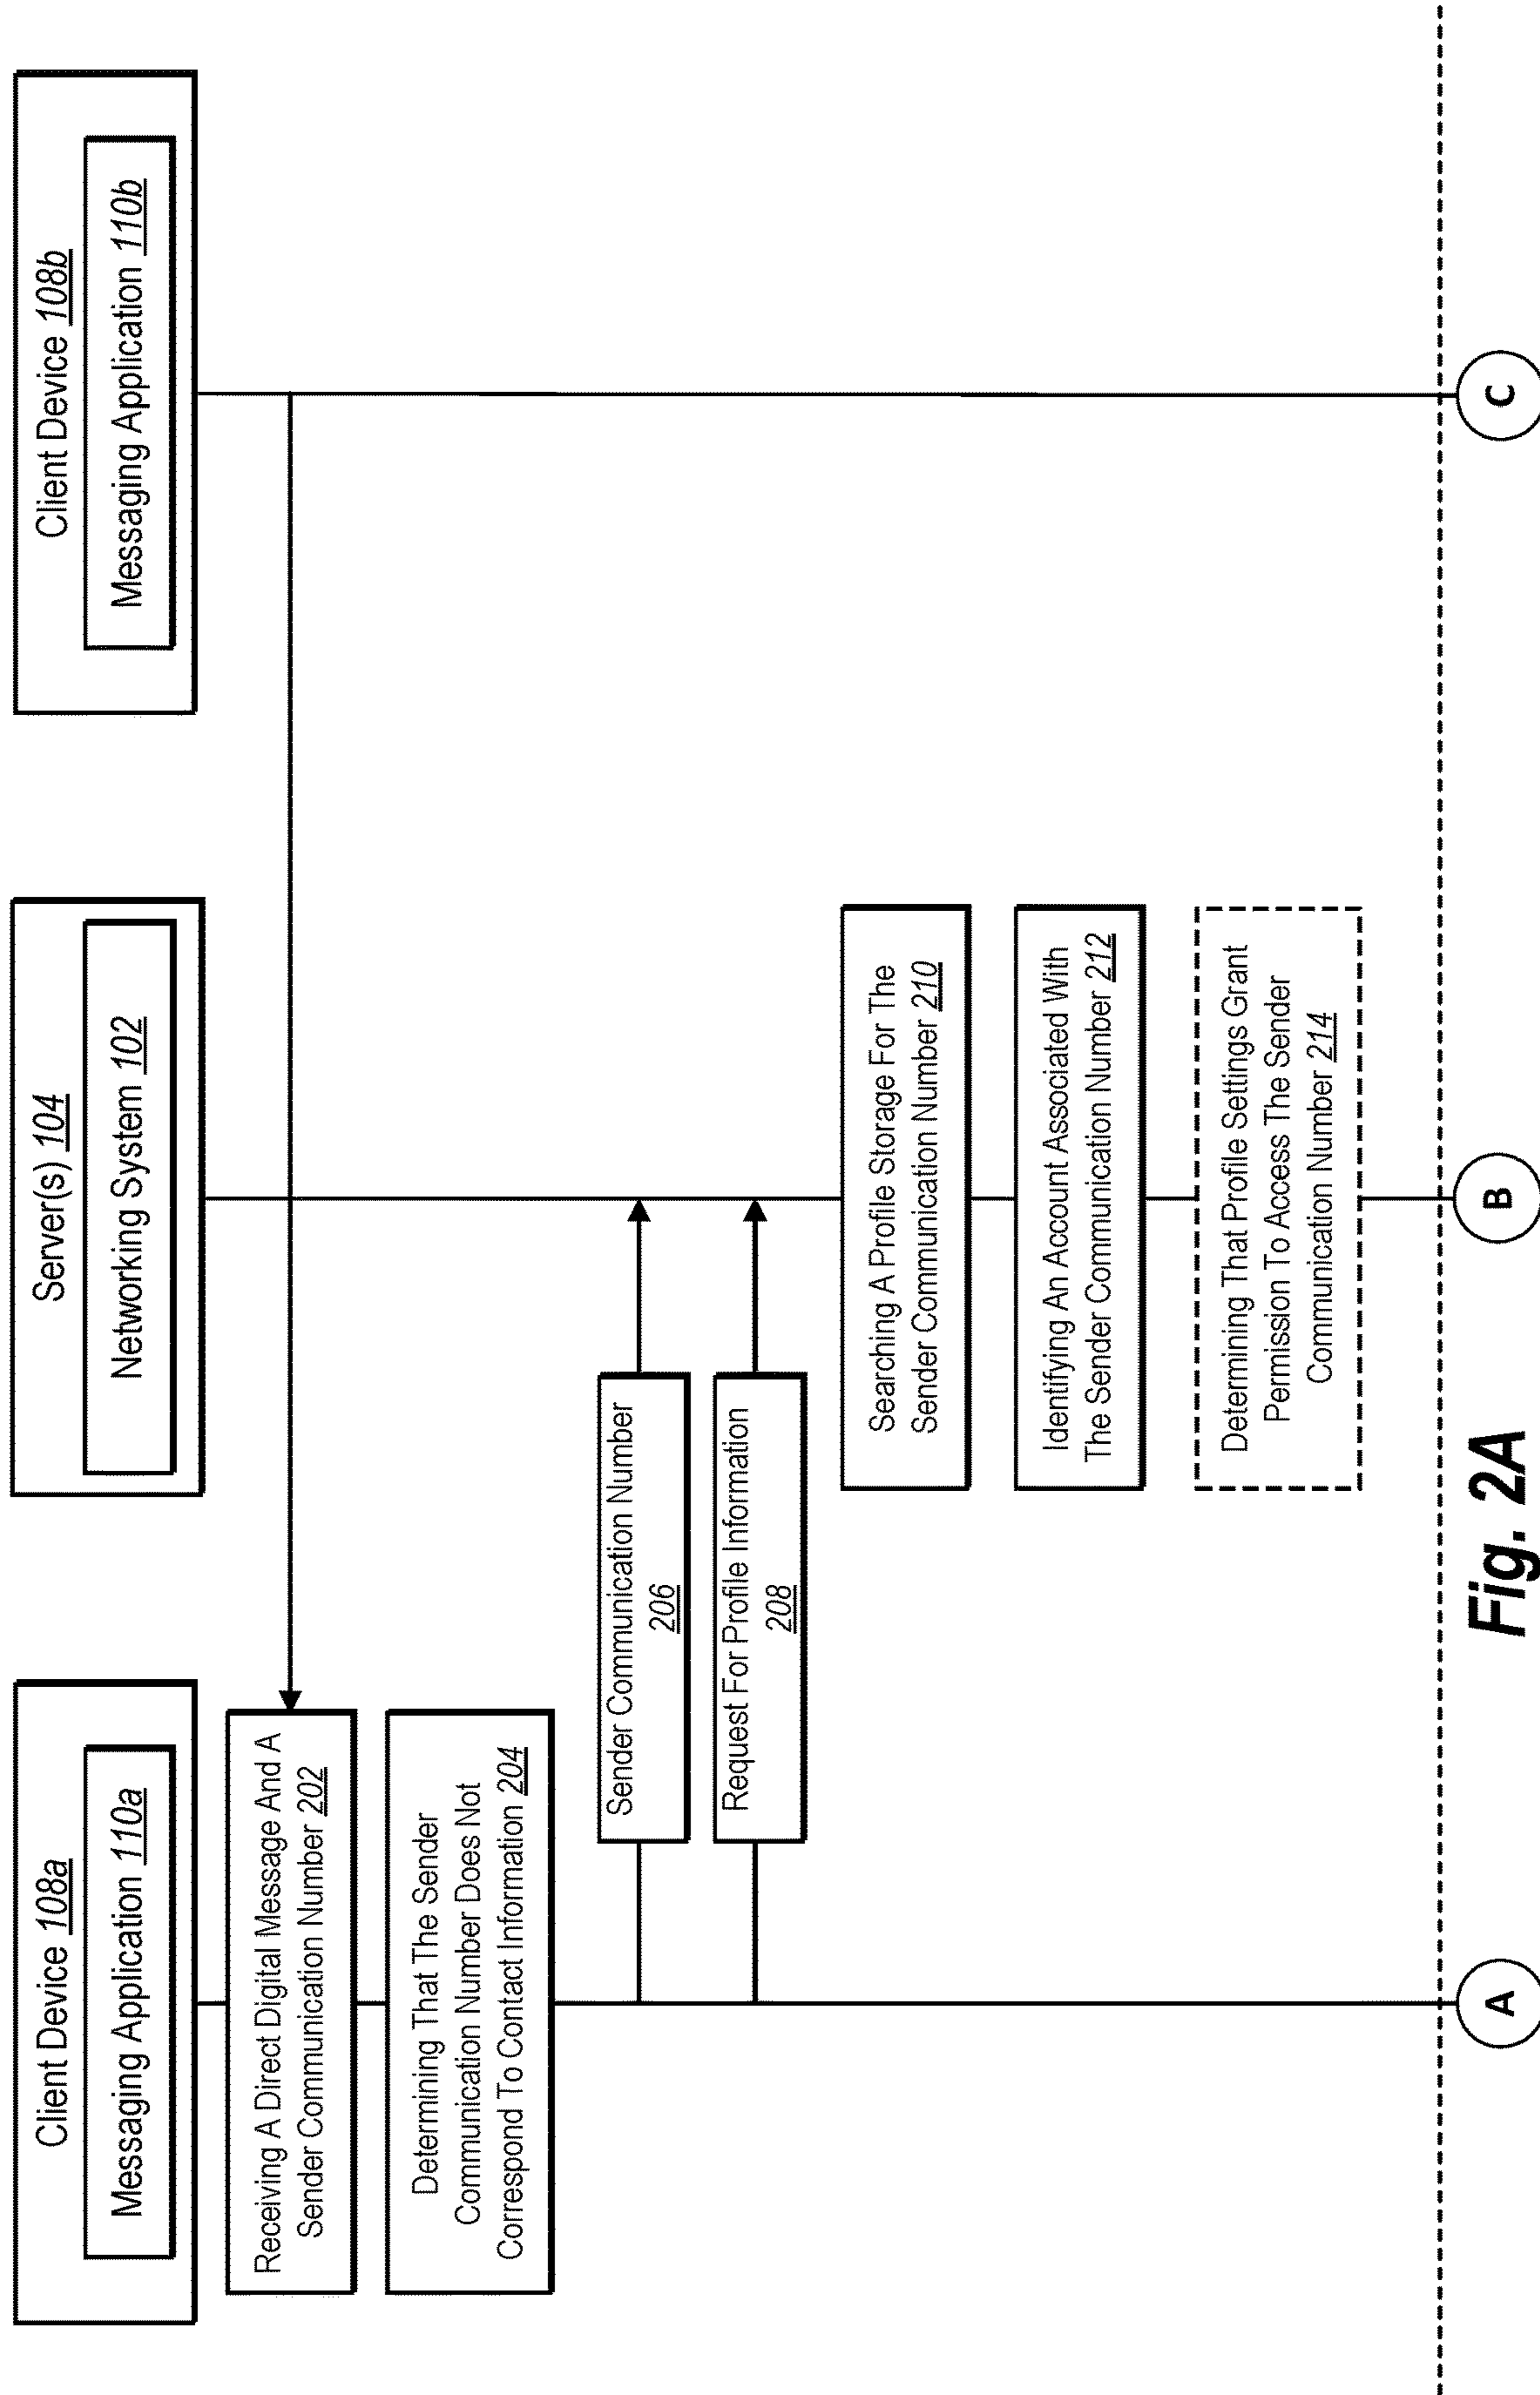 Client Device 108a
Messaging Application 110a
Server(s) 104
Networking System 102
Client Device 108b
Messaging Application 110b
Receiving A Direct Digital Message And A
Sender Communication Number 202
Determining That The Sender
Communication Number Does Not
Correspond To Contact Information 204
Sender Communication Number
206
Request For Profile Information
208
Searching A Profile Storage For The
Sender Communication Number 210
Identifying An Account Associated With
The Sender Communication Number 212
Determining That Profile Settings Grant
Permission To Access The Sender
Communication Number 214
A
B
C
Fig. 2A